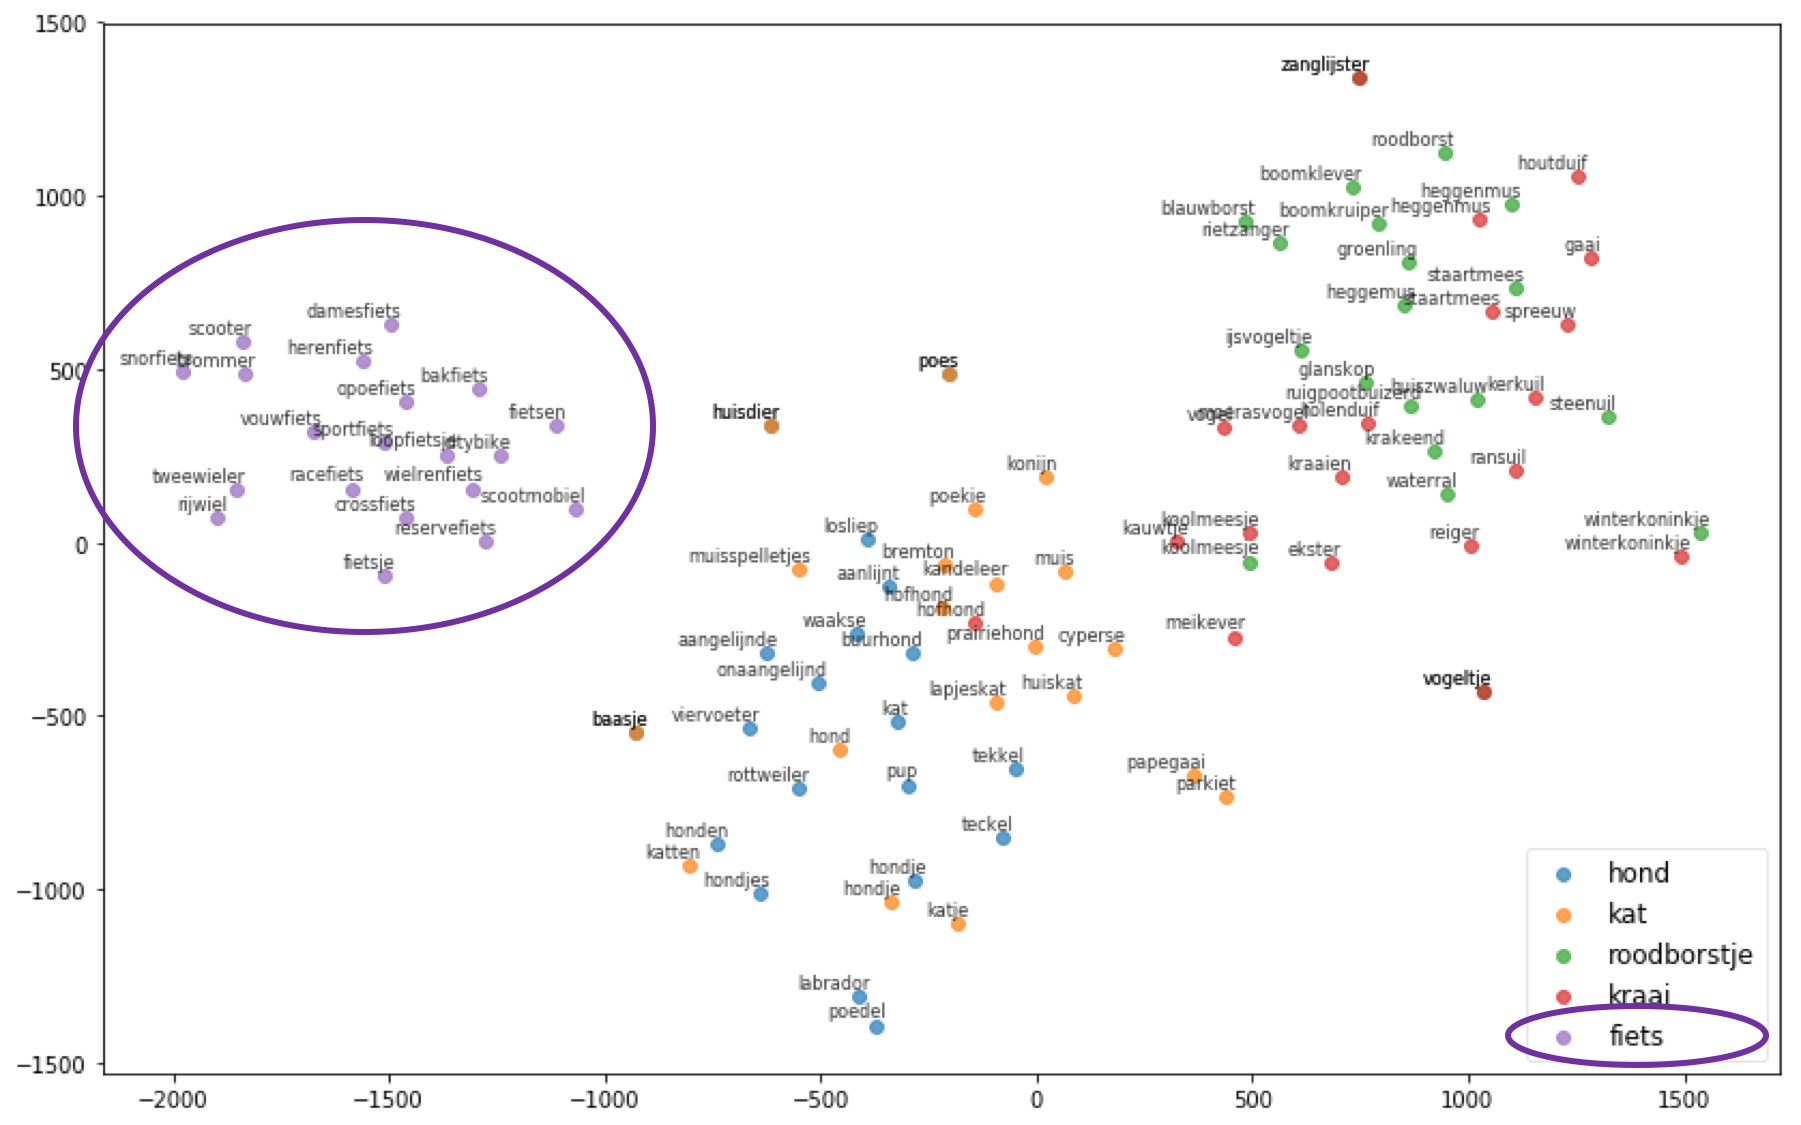 1500
zanglijster
roodborst
houtduif
boomklever
heggenmus
1000
blauwborst
boomkruiper
heggenmus
rietzanger
groenling
gaai
staartmees
heggemus
staartmees
spreeuw
damesfiets
scooter
herenfiets
ijsvogeltje
snorfiets
brommer
poes
500
bakfiets
glanskop
opoefiets
ruigpootbuizerd
huiszwaluw
kerkuil
vouwfiets
fietsen
huisdier
vogel
moerasvogel
holenduif
steenuil
sportfiets
loopfietsje
citybike
krakeend
tweewieler
racefiets
wielrenfiets
konijn
kraaien
ransuil
rijwiel
crossfiets
scootmobiel
poekie
waterral
reservefiets
losliep
kauwtje
koolmeesje
reiger
winterkoninkje
0
fietsje
muisspelletjes
bremton
muis
koolmeesje
ekster
winterkoninkje
aanlijnt
kandeleer
hofhond
hofhond
waakse
aangelijnde
buurhond
prairiehond
cyperse
meikever
onaangelijnd
lapjeskat
huiskat
vogeltje
−500
baasje
viervoeter
kat
hond
rottweiler
pup
tekkel
papegaai
parkiet
honden
teckel
katten
hondjes
hondje
hondje
−1000
katje
labrador
poedel
−1500
hond
kat
roodborstje
kraai
fiets
−2000 −1500 −1000 −500 0 500 1000 1500